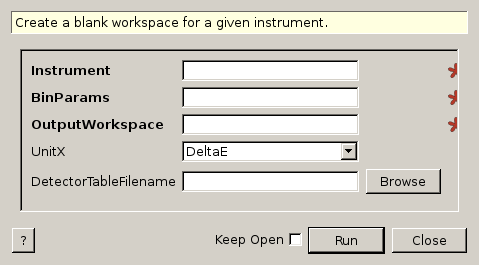 Create a blank workspace for a given instrument.
Instrument
BinParams
OutputWorkspace
UnitX DeltaE
DetectorTableFilename Browse
? Keep Open Run Close